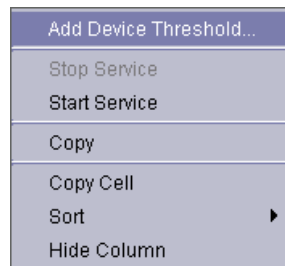 Add Device Threshold...
Stop Service
Start Service
Copy
Copy Cell
Sort
Hide Column